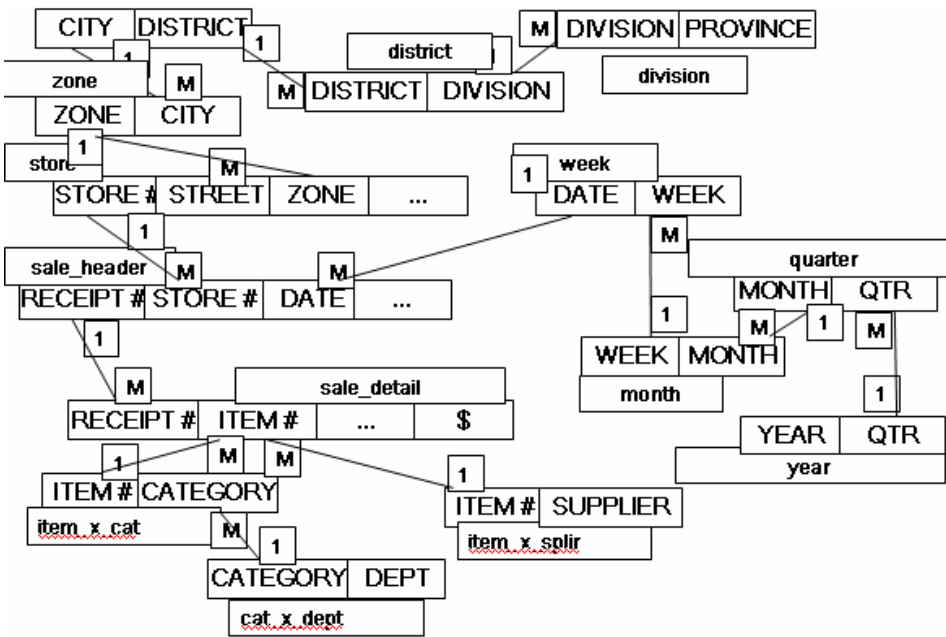 CITY DISTRICT
M DIVISION PROVINCE
1
1
district
M
division
zone
M
M DISTRICT DIVISION
ZONE CITY
1
store
M
week
1
STORE # STREET ZONE ...
DATE WEEK
1
M
sale_header
M
M
quarter
RECEIPT # STORE # DATE ...
MONTH QTR
1
1
M
1
M
WEEK MONTH
M
sale_detail
month
1
RECEIPT # ITEM # ... $
YEAR QTR
1
M
M
1
year
ITEM # CATEGORY
ITEM # SUPPLIER
item_x_cat
M
1
item_x_splir
CATEGORY DEPT
cat_x_dept